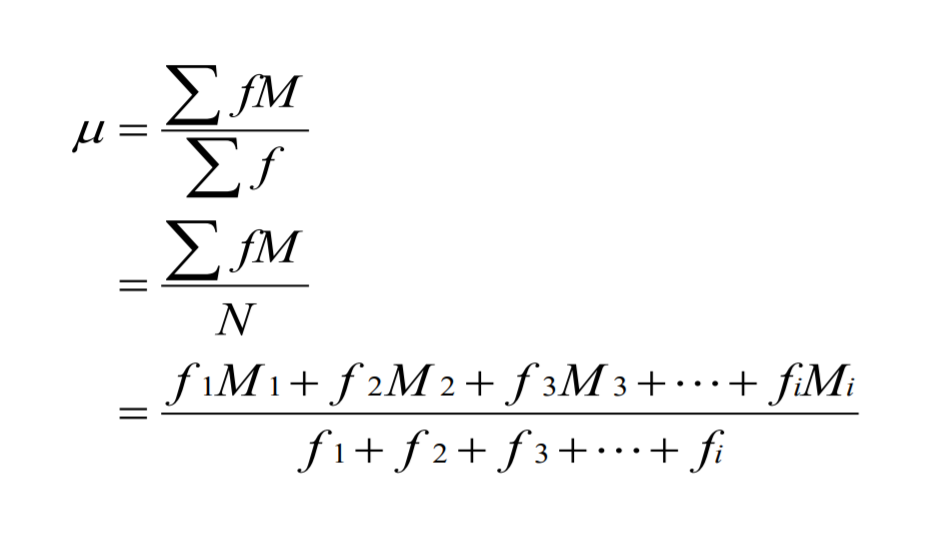 μ = ∑ fM / ∑ f
= ∑ fM / N
= f₁M₁ + f₂M₂ + f₃M₃ + ⋯ + fᵢMᵢ / f₁ + f₂ + f₃ + ⋯ + fᵢ